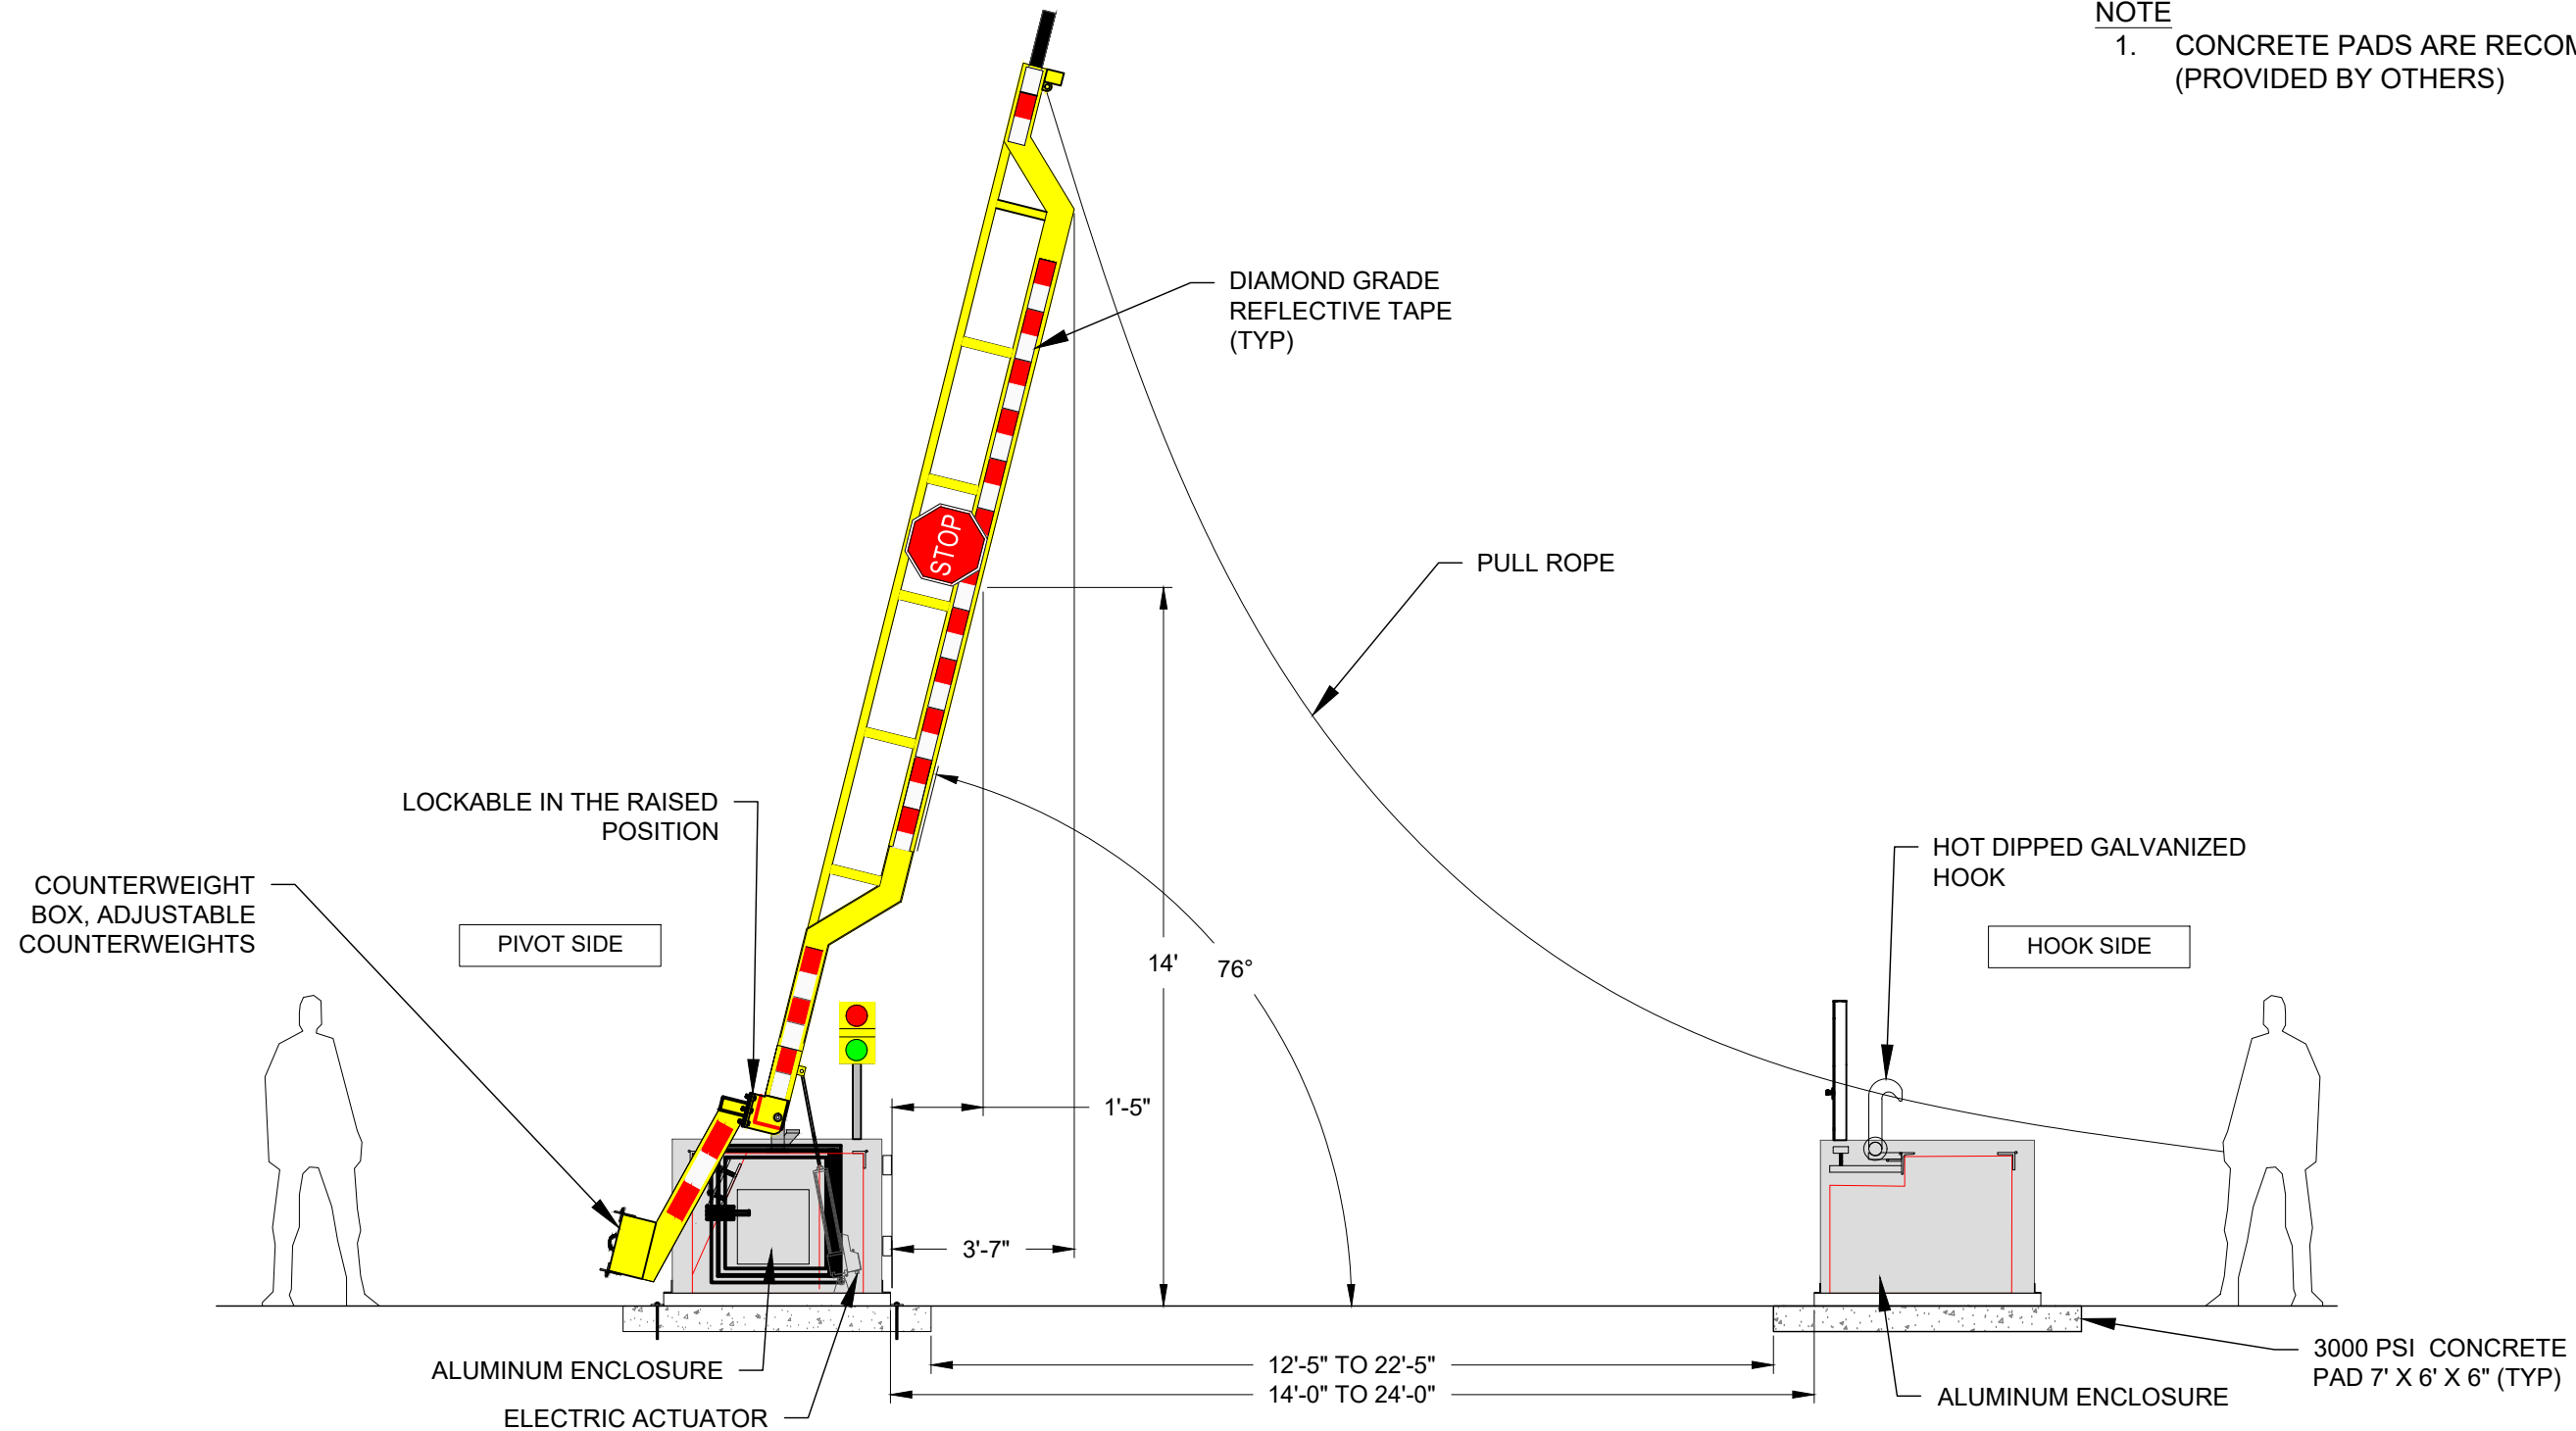 NOTE
1. CONCRETE PADS ARE RECOM
(PROVIDED BY OTHERS)
DIAMOND GRADE
REFLECTIVE TAPE
(TYP)
STOP
PULL ROPE
LOCKABLE IN THE RAISED
POSITION
HOT DIPPED GALVANIZED
HOOK
COUNTERWEIGHT
BOX, ADJUSTABLE
COUNTERWEIGHTS
PIVOT SIDE
HOOK SIDE
14'
76°
1'-5"
3'-7"
12'-5" TO 22'-5"
14'-0" TO 24'-0"
ALUMINUM ENCLOSURE
ELECTRIC ACTUATOR
3000 PSI CONCRETE
PAD 7' X 6' X 6" (TYP)
ALUMINUM ENCLOSURE